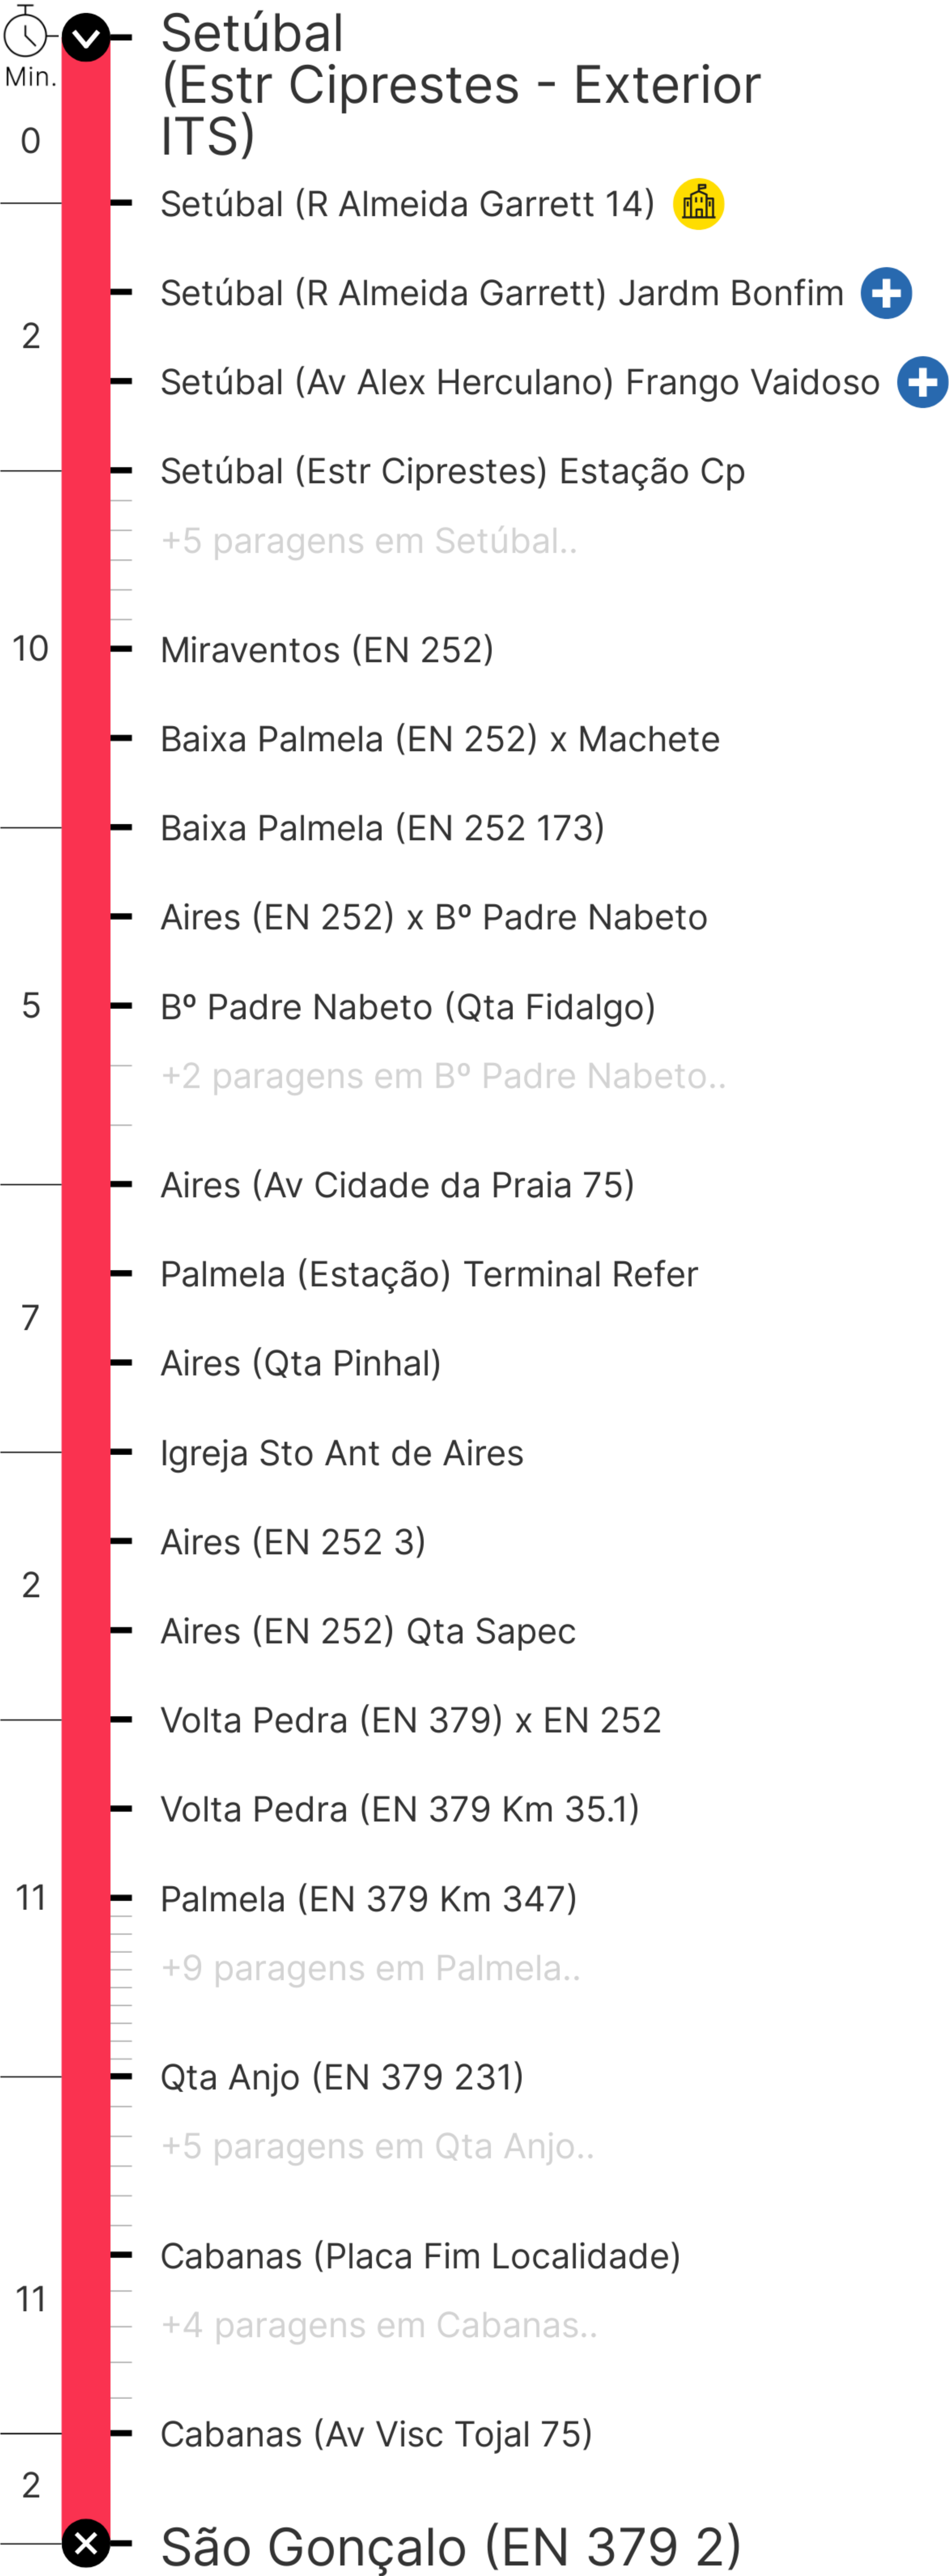 Setúbal
Min.
(Estr Ciprestes - Exterior
0
ITS)
Setúbal (R Almeida Garrett 14)
Setúbal (R Almeida Garrett) Jardm Bonfim
2
Setúbal (Av Alex Herculano) Frango Vaidoso
Setúbal (Estr Ciprestes) Estação Cp
+5 paragens em Setúbal..
10
Miraventos (EN 252)
Baixa Palmela (EN 252) x Machete
Baixa Palmela (EN 252 173)
Aires (EN 252) x Bº Padre Nabeto
5
Bº Padre Nabeto (Qta Fidalgo)
+2 paragens em Bº Padre Nabeto..
Aires (Av Cidade da Praia 75)
Palmela (Estação) Terminal Refer
7
Aires (Qta Pinhal)
Igreja Sto Ant de Aires
Aires (EN 252 3)
2
Aires (EN 252) Qta Sapec
Volta Pedra (EN 379) x EN 252
Volta Pedra (EN 379 Km 35.1)
11
Palmela (EN 379 Km 347)
+9 paragens em Palmela..
Qta Anjo (EN 379 231)
+5 paragens em Qta Anjo..
Cabanas (Placa Fim Localidade)
11
+4 paragens em Cabanas..
Cabanas (Av Visc Tojal 75)
2
São Gonçalo (EN 379 2)